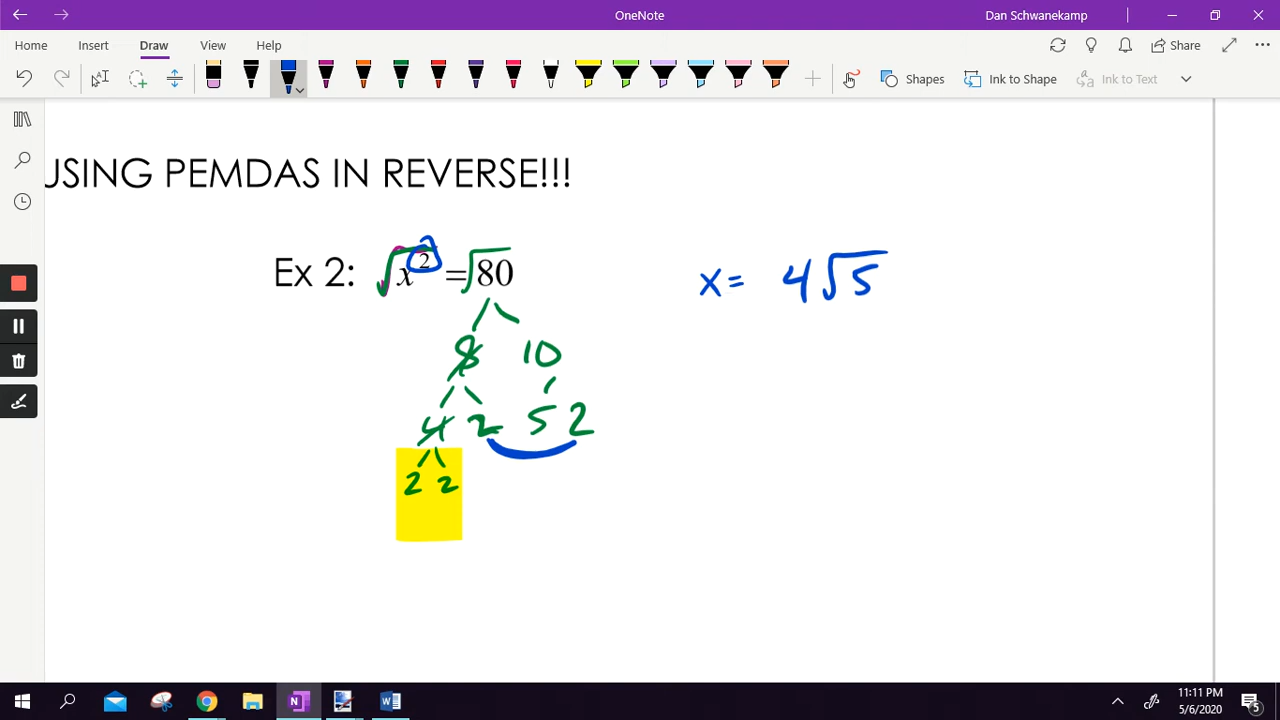 OneNote
Dan Schwanekamp
Home Insert Draw View Help
Share
Shapes
Ink to Shape
Ink to Text
USING PEMDAS IN REVERSE!!!
Ex 2: √x² = √80
x = 4√5
8 10
4 2 5 2
2 2
11:11 PM
5/6/2020
5